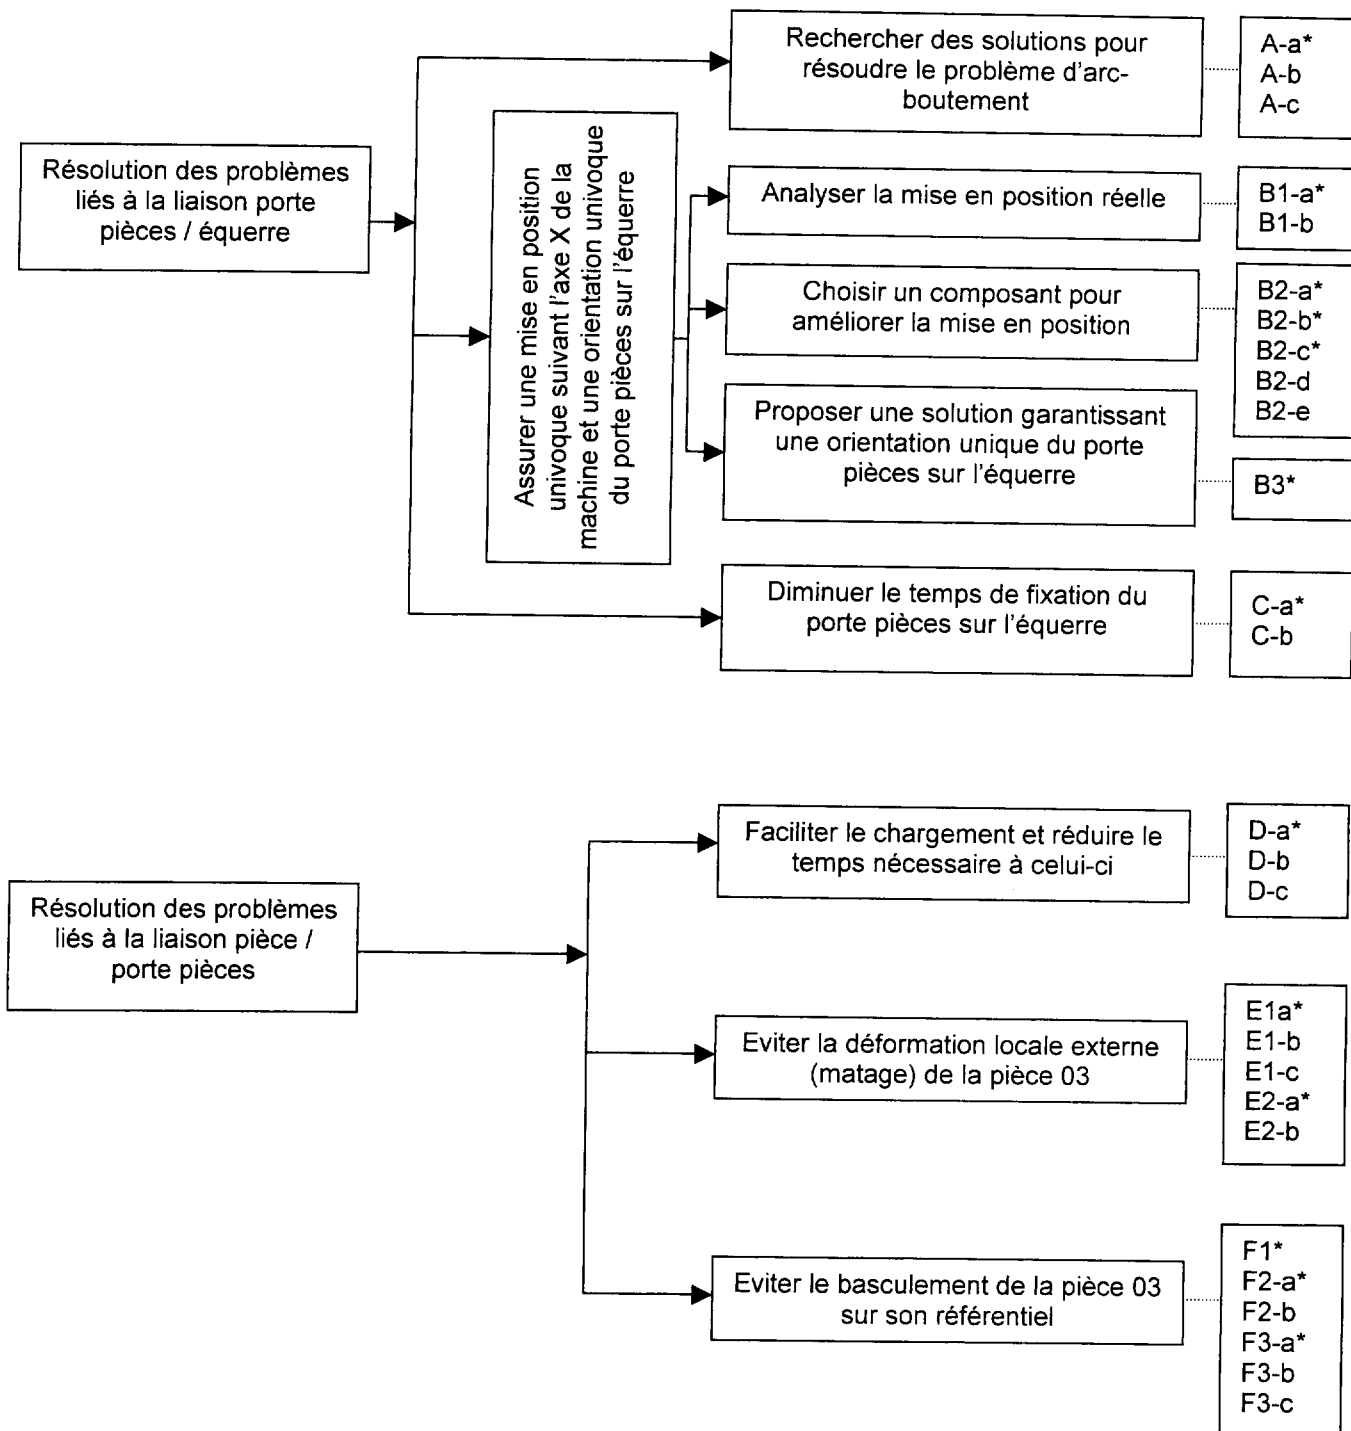 Rechercher des solutions pour
résoudre le problème d'arc-
boutement
A-a*
A-b
A-c
Résolution des problèmes
liés à la liaison porte
pièces / équerre
Assurer une mise en position
univoque suivant l'axe X de la
machine et une orientation univoque
du porte pièces sur l'équerre
Analyser la mise en position réelle
B1-a*
B1-b
Choisir un composant pour
améliorer la mise en position
B2-a*
B2-b*
B2-c*
B2-d
B2-e
Proposer une solution garantissant
une orientation unique du porte
pièces sur l'équerre
B3*
Diminuer le temps de fixation du
porte pièces sur l'équerre
C-a*
C-b
Résolution des problèmes
liés à la liaison pièce /
porte pièces
Faciliter le chargement et réduire le
temps nécessaire à celui-ci
D-a*
D-b
D-c
Eviter la déformation locale externe
(matage) de la pièce 03
E1a*
E1-b
E1-c
E2-a*
E2-b
Eviter le basculement de la pièce 03
sur son référentiel
F1*
F2-a*
F2-b
F3-a*
F3-b
F3-c